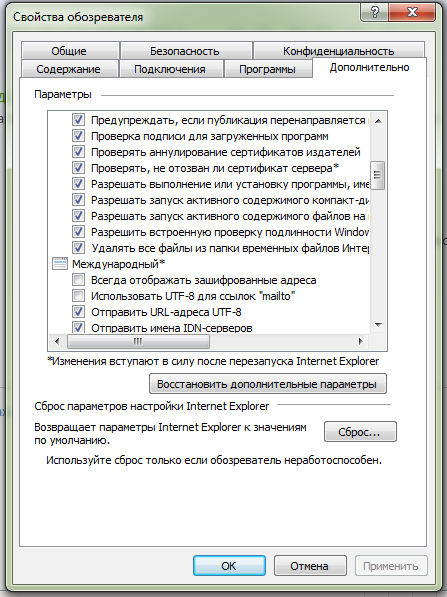 Свойства обозревателя
Общие
Безопасность
Конфиденциальность
Содержание
Подключения
Программы
Дополнительно
Параметры
Предупреждать, если публикация перенаправляется
Проверка подписи для загруженных программ
Проверять аннулирование сертификатов издателей
Проверять, не отозван ли сертификат сервера*
Разрешать выполнение или установку программы, име
Разрешать запуск активного содержимого компакт-ди
Разрешать запуск активного содержимого файлов на
Разрешить встроенную проверку подлинности Window
Удалять все файлы из папки временных файлов Инте
Международный*
Всегда отображать зашифрованные адреса
Использовать UTF-8 для ссылок "mailto"
Отправить URL-адреса UTF-8
Отправить имена IDN-серверов
*Изменения вступают в силу после перезапуска Internet Explorer
Восстановить дополнительные параметры
Сброс параметров настройки Internet Explorer
Возвращает параметры Internet Explorer к значениям
по умолчанию.
Сброс...
Используйте сброс только если обозреватель неработоспособен.
ОК
Отмена
Применить